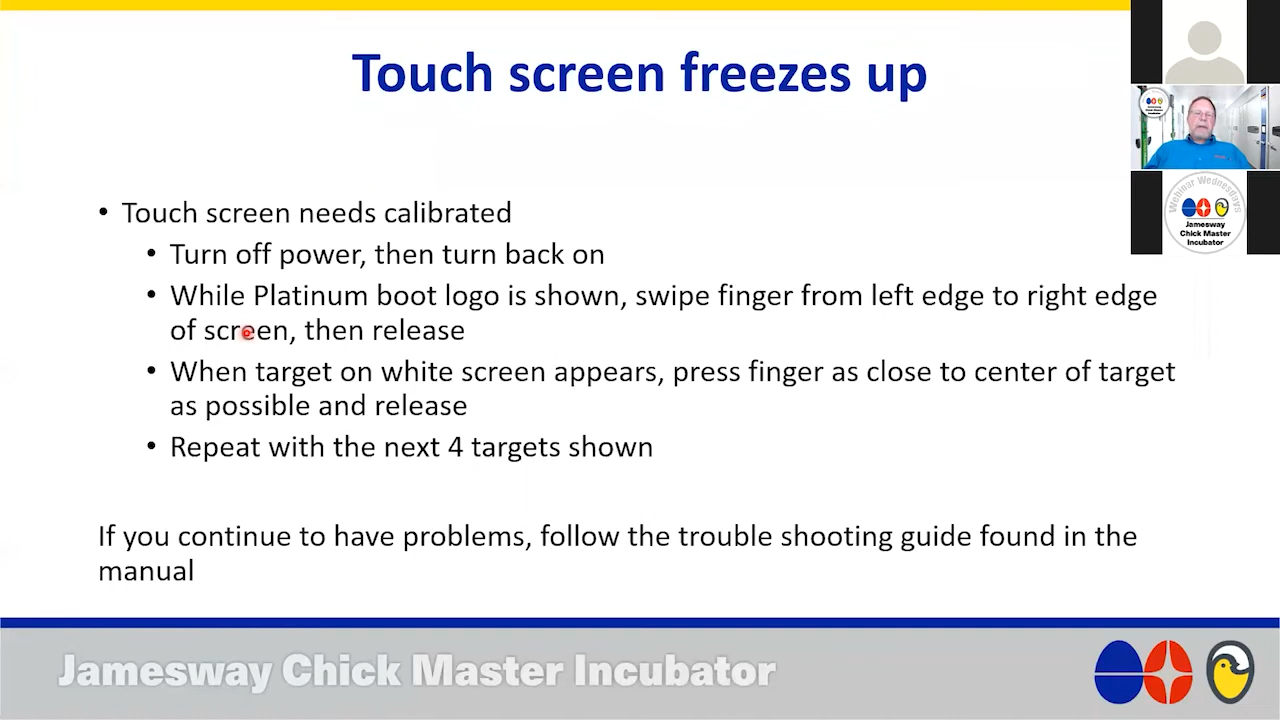 Touch screen freezes up
• Touch screen needs calibrated
• Turn off power, then turn back on
• While Platinum boot logo is shown, swipe finger from left edge to right edge
of screen, then release
• When target on white screen appears, press finger as close to center of target
as possible and release
• Repeat with the next 4 targets shown
If you continue to have problems, follow the trouble shooting guide found in the
manual
Jamesway Chick Master Incubator
Webinar Wednesdays
Jamesway
Chick Master
Incubator